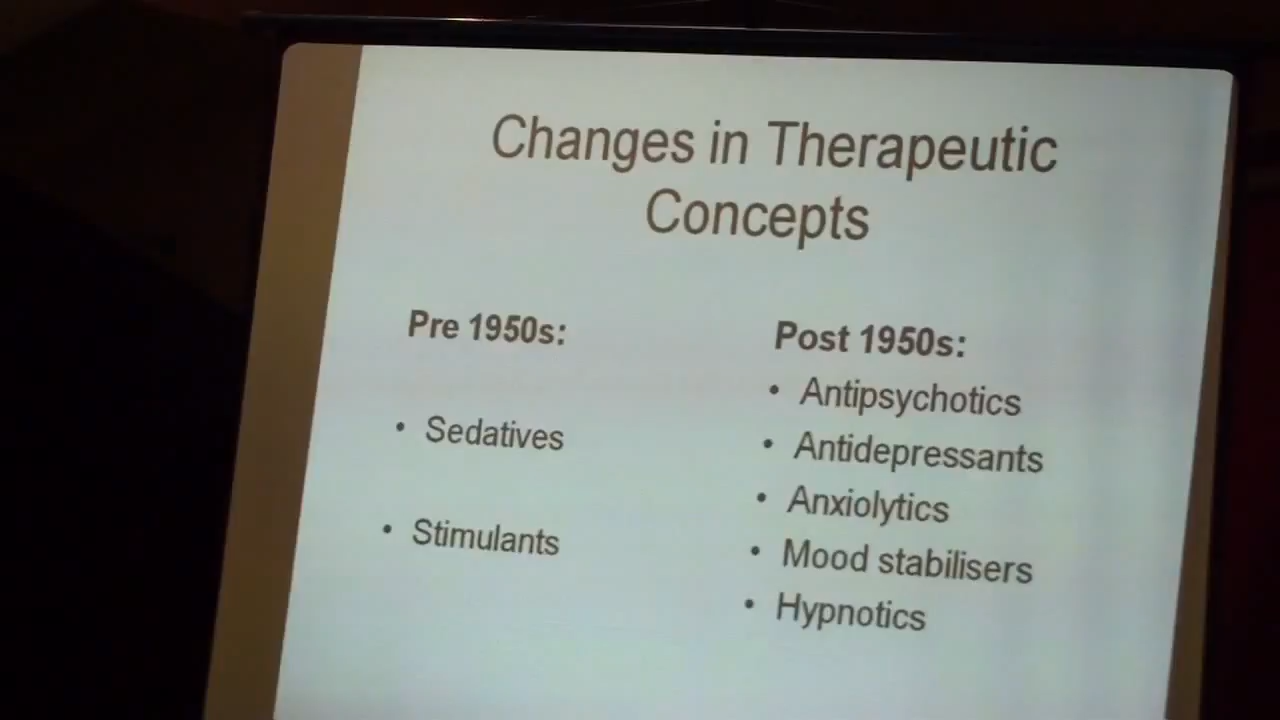 Changes in Therapeutic
Concepts
Pre 1950s:
• Sedatives
• Stimulants
Post 1950s:
• Antipsychotics
• Antidepressants
• Anxiolytics
• Mood stabilisers
• Hypnotics